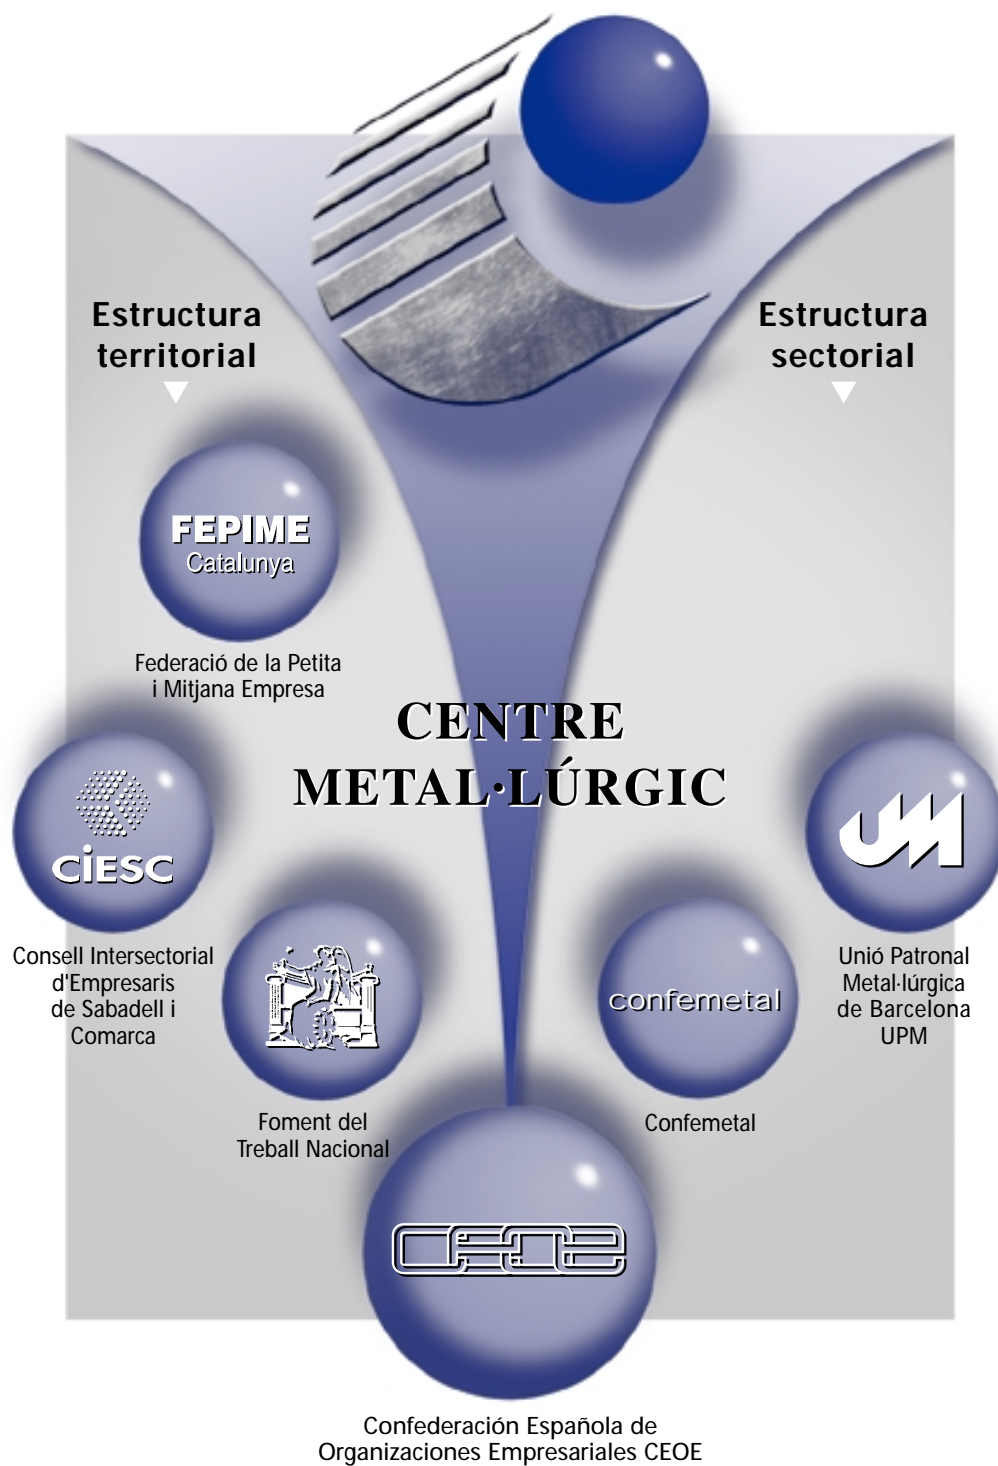 Estructura
territorial
Estructura
sectorial
FEPIME
Catalunya
Federació de la Petita
i Mitjana Empresa
CENTRE
METAL·LÚRGIC
CiESC
Consell Intersectorial
d'Empresaris
de Sabadell i
Comarca
UM
Unió Patronal
Metal·lúrgica
de Barcelona
UPM
Foment del
Treball Nacional
confemetal
Confemetal
CEOE
Confederación Española de
Organizaciones Empresariales CEOE